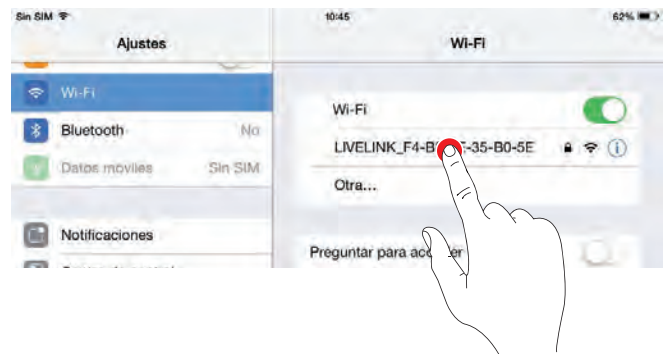 Sin SIM
10:45
62%
Ajustes
Wi-Fi
Wi-Fi
Bluetooth No
Datos móviles Sin SIM
Notificaciones
Wi-Fi
Otra...
Preguntar para